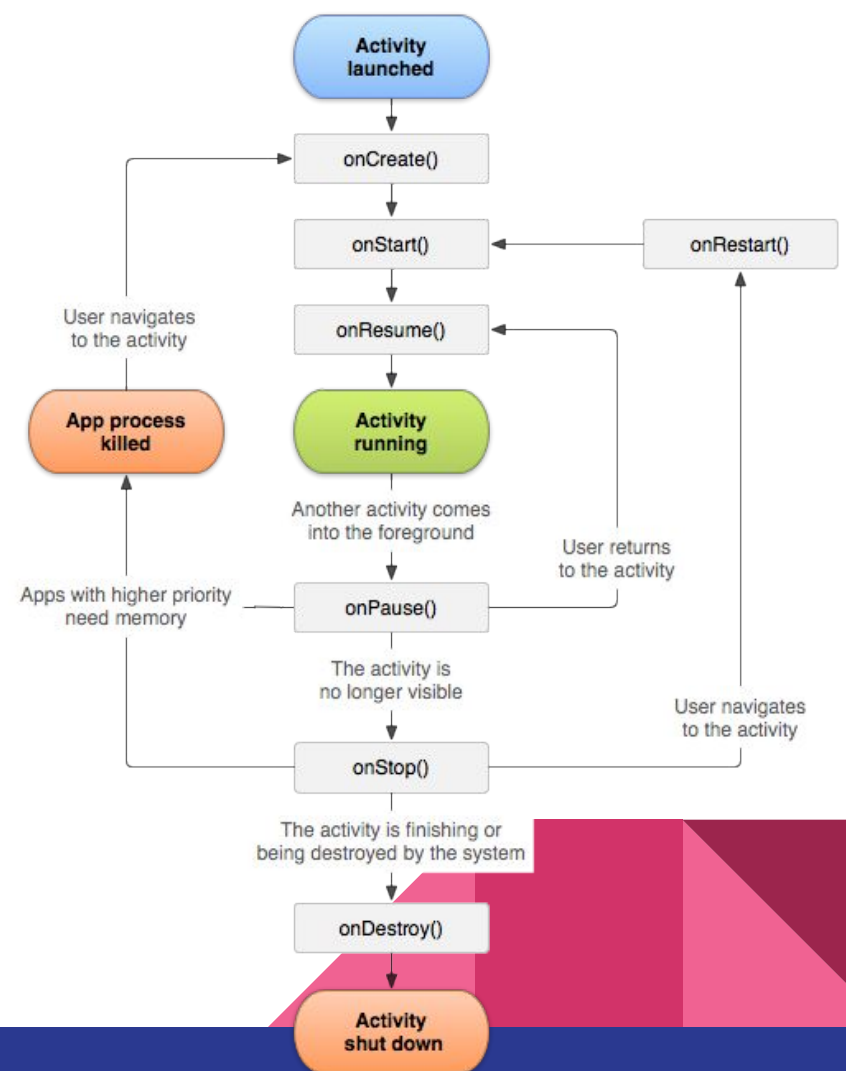 Activity
launched
onCreate()
onStart()
onRestart()
User navigates
to the activity
onResume()
App process
killed
Activity
running
Another activity comes
into the foreground
User returns
to the activity
Apps with higher priority
need memory
onPause()
The activity is
no longer visible
User navigates
to the activity
onStop()
The activity is finishing or
being destroyed by the system
onDestroy()
Activity
shut down